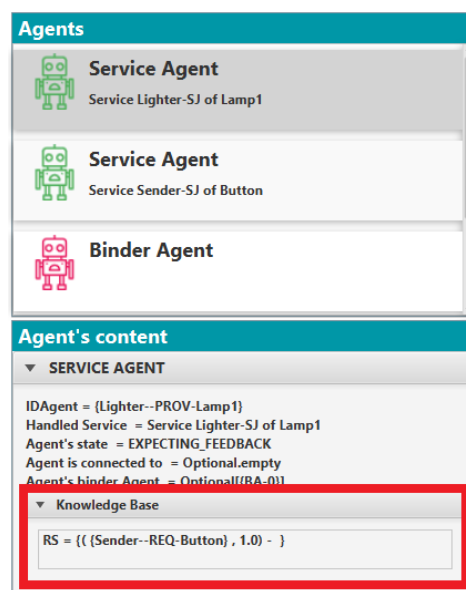 Agents
Service Agent
Service Lighter-SJ of Lamp1
Service Agent
Service Sender-SJ of Button
Binder Agent
Agent's content
SERVICE AGENT
IDAgent = {Lighter--PROV-Lamp1}
Handled Service = Service Lighter-SJ of Lamp1
Agent's state = EXPECTING_FEEDBACK
Agent is connected to = Optional.empty
Agent's binder Agent = Optional[{BA-0}]
Knowledge Base
RS = {( {Sender--REQ-Button} , 1.0) - }